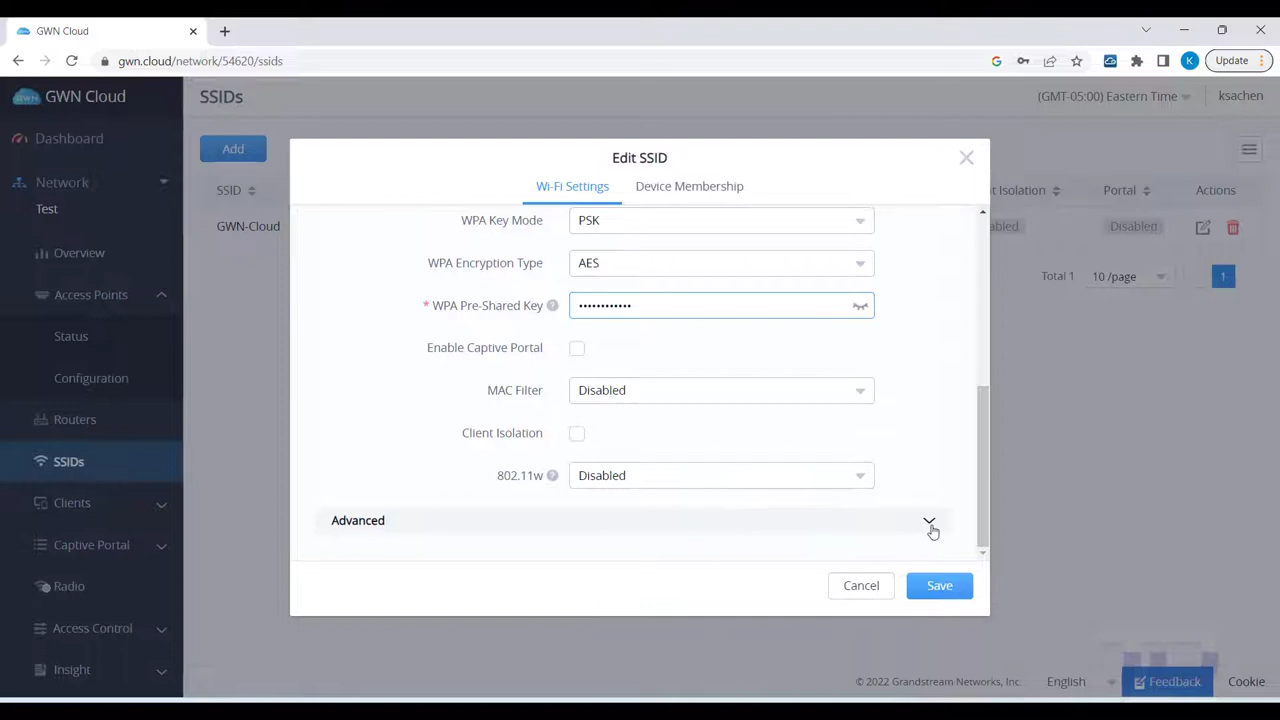 GWN Cloud
gwn.cloud/network/54620/ssids
K
Update
GWN Cloud
SSIDs
(GMT-05:00) Eastern Time
ksachen
Dashboard
Network
Test
Overview
Access Points
Status
Configuration
Routers
SSIDs
Clients
Captive Portal
Radio
Access Control
Insight
Add
SSID
Isolation
Portal
Actions
GWN-Cloud
Disabled
Total 1
10 /page
1
Edit SSID
Wi-Fi Settings
Device Membership
WPA Key Mode
PSK
WPA Encryption Type
AES
* WPA Pre-Shared Key
••••••••••••
Enable Captive Portal
MAC Filter
Disabled
Client Isolation
802.11w
Disabled
Advanced
Cancel
Save
© 2022 Grandstream Networks, Inc.
English
Feedback
Cookie